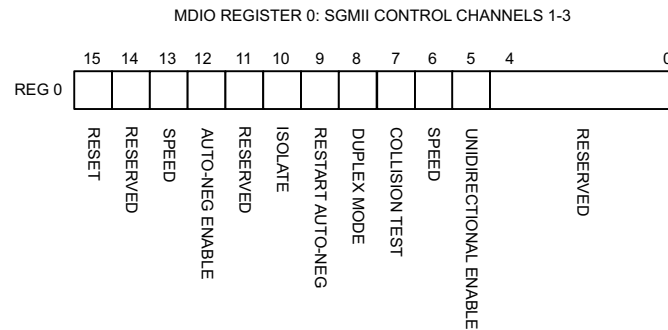 MDIO REGISTER 0: SGMII CONTROL CHANNELS 1-3
15 14 13 12 11 10 9 8 7 6 5 4 0
REG 0
RESET
RESERVED
SPEED
AUTO-NEG ENABLE
RESERVED
ISOLATE
RESTART AUTO-NEG
DUPLEX MODE
COLLISION TEST
SPEED
UNIDIRECTIONAL ENABLE
RESERVED